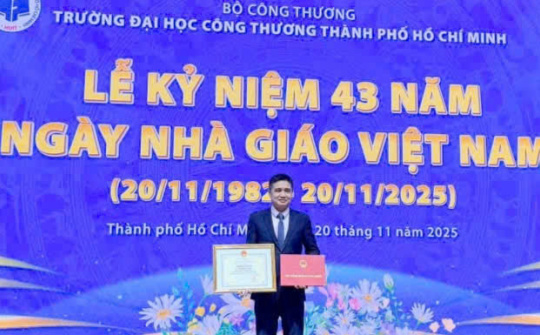 BỘ CÔNG THƯƠNG
TRƯỜNG ĐẠI HỌC CÔNG THƯƠNG THÀNH PHỐ HỒ CHÍ MINH
LỄ KỶ NIỆM 43 NĂM
NGÀY NHÀ GIÁO VIỆT NAM
(20/11/1982 20/11/2025)
Thành phố Hồ Chí M 20 tháng 11 năm 2025